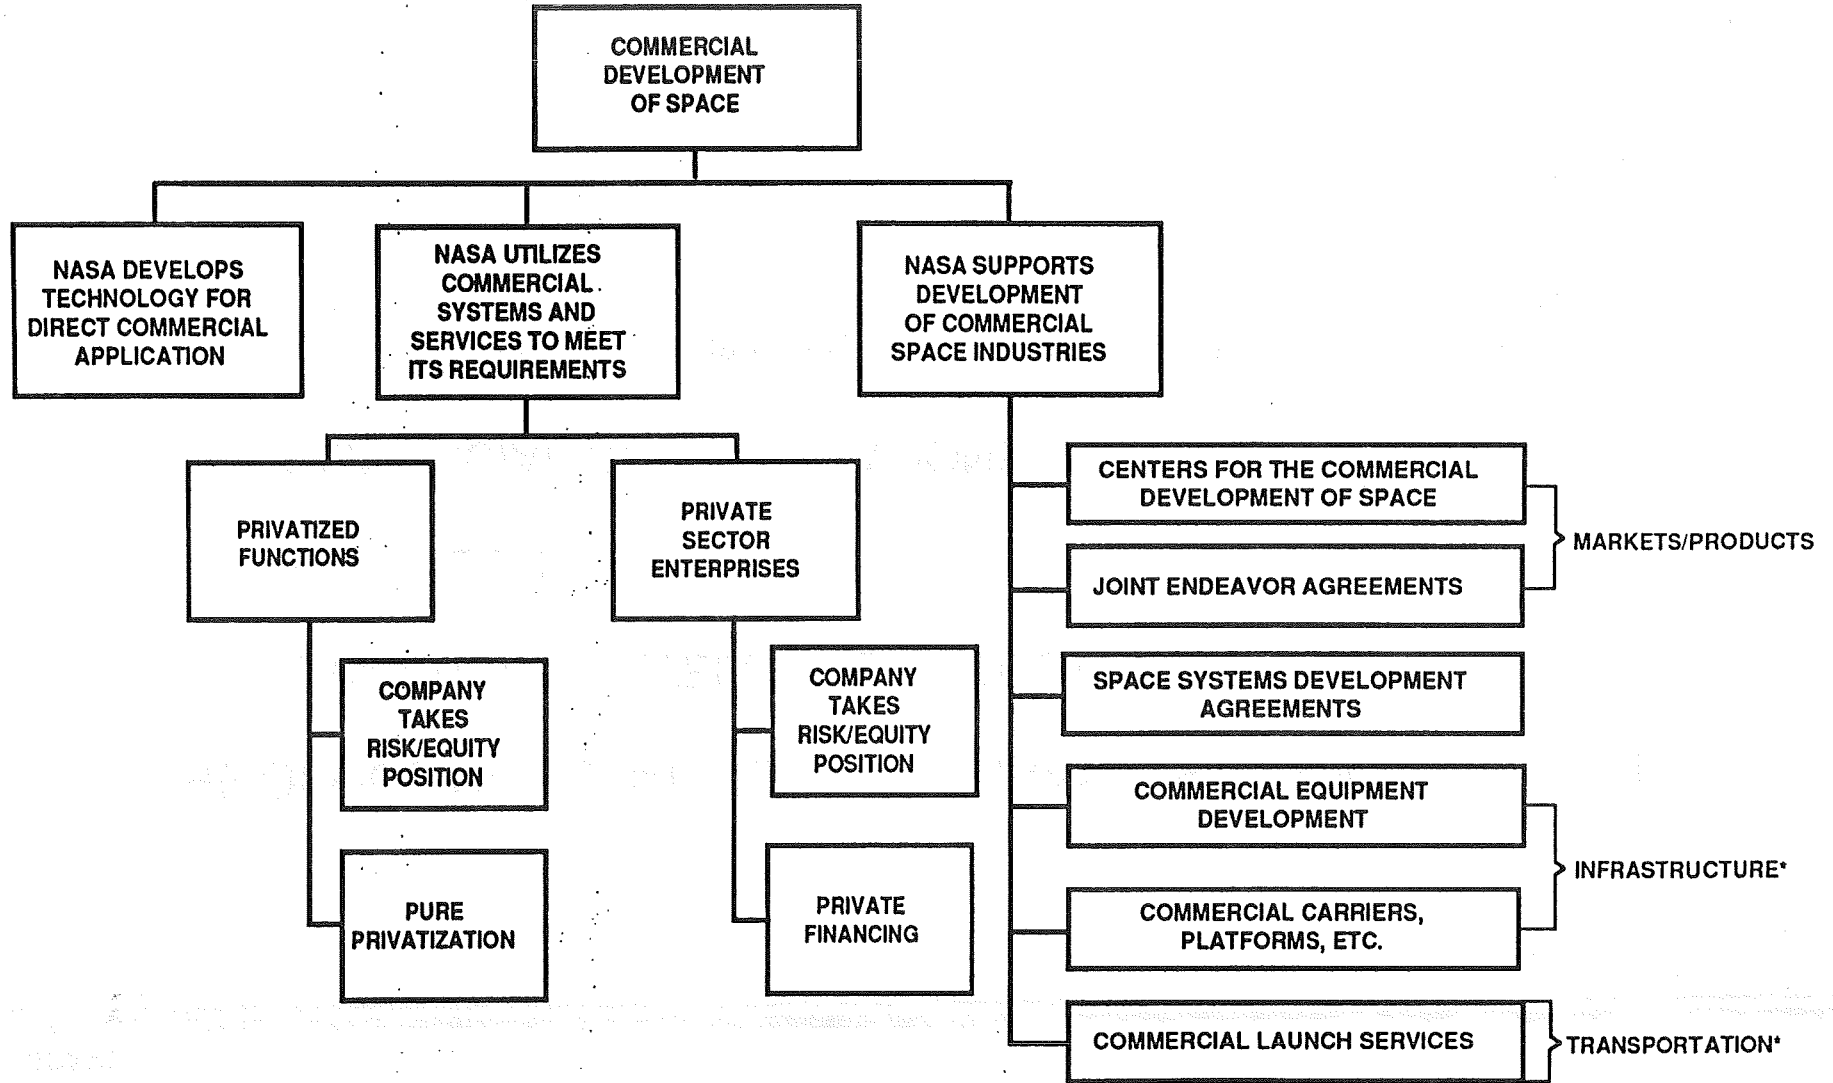 COMMERCIAL
DEVELOPMENT
OF SPACE
NASA DEVELOPS
TECHNOLOGY FOR
DIRECT COMMERCIAL
APPLICATION
NASA UTILIZES
COMMERCIAL
SYSTEMS AND
SERVICES TO MEET
ITS REQUIREMENTS
NASA SUPPORTS
DEVELOPMENT
OF COMMERCIAL
SPACE INDUSTRIES
PRIVATIZED
FUNCTIONS
PRIVATE
SECTOR
ENTERPRISES
COMPANY
TAKES
RISK/EQUITY
POSITION
PURE
PRIVATIZATION
COMPANY
TAKES
RISK/EQUITY
POSITION
PRIVATE
FINANCING
CENTERS FOR THE COMMERCIAL
DEVELOPMENT OF SPACE
JOINT ENDEAVOR AGREEMENTS
MARKETS/PRODUCTS
SPACE SYSTEMS DEVELOPMENT
AGREEMENTS
COMMERCIAL EQUIPMENT
DEVELOPMENT
COMMERCIAL CARRIERS,
PLATFORMS, ETC.
INFRASTRUCTURE*
COMMERCIAL LAUNCH SERVICES
TRANSPORTATION*